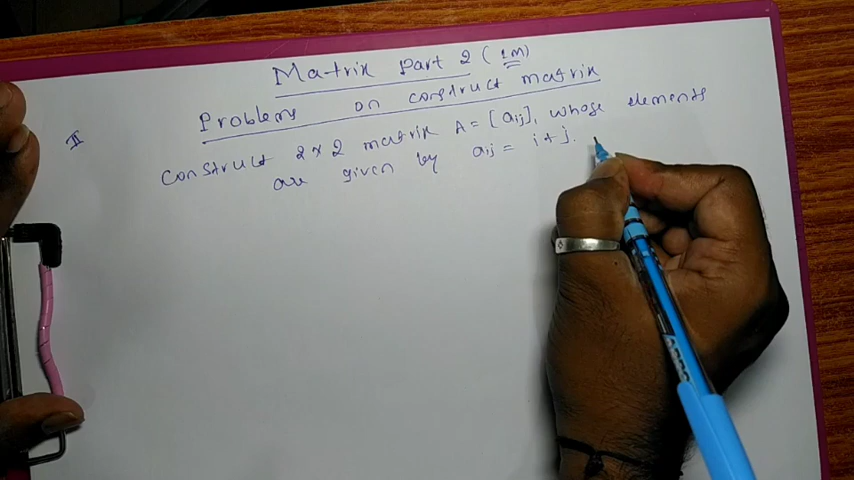 Matrix Part 2 (1M)
Problems on construct matrix
II
Construct 2×2 matrix A = [aij], whose elements
are given by aij = i+j.